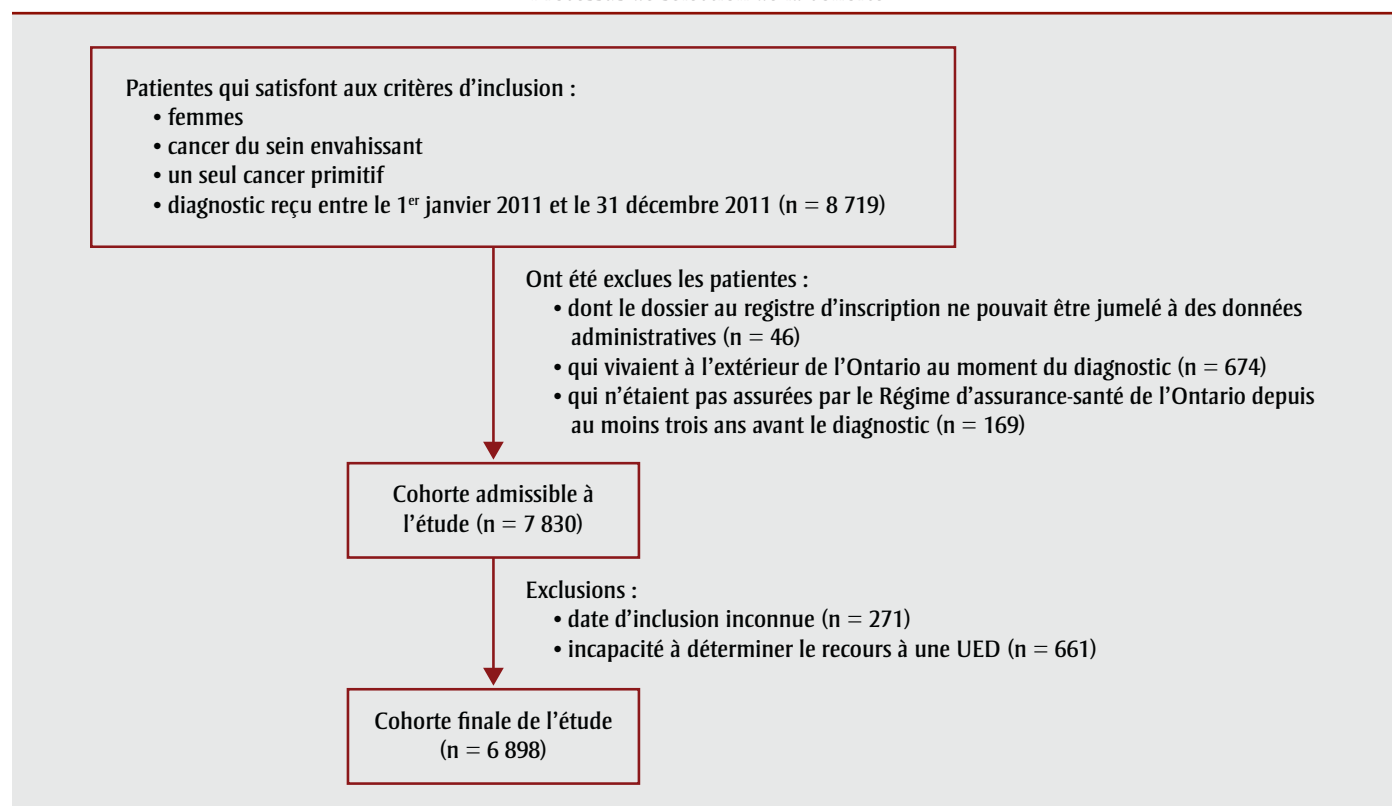 Patientes qui satisfont aux critères d’inclusion :
• femmes
• cancer du sein envahissant
• un seul cancer primitif
• diagnostic reçu entre le 1er janvier 2011 et le 31 décembre 2011 (n = 8 719)
Ont été exclues les patientes :
• dont le dossier au registre d’inscription ne pouvait être jumelé à des données
administratives (n = 46)
• qui vivaient à l’extérieur de l’Ontario au moment du diagnostic (n = 674)
• qui n’étaient pas assurées par le Régime d’assurance-santé de l’Ontario depuis
au moins trois ans avant le diagnostic (n = 169)
Cohorte admissible à
l’étude (n = 7 830)
Exclusions :
• date d’inclusion inconnue (n = 271)
• incapacité à déterminer le recours à une UED (n = 661)
Cohorte finale de l’étude
(n = 6 898)